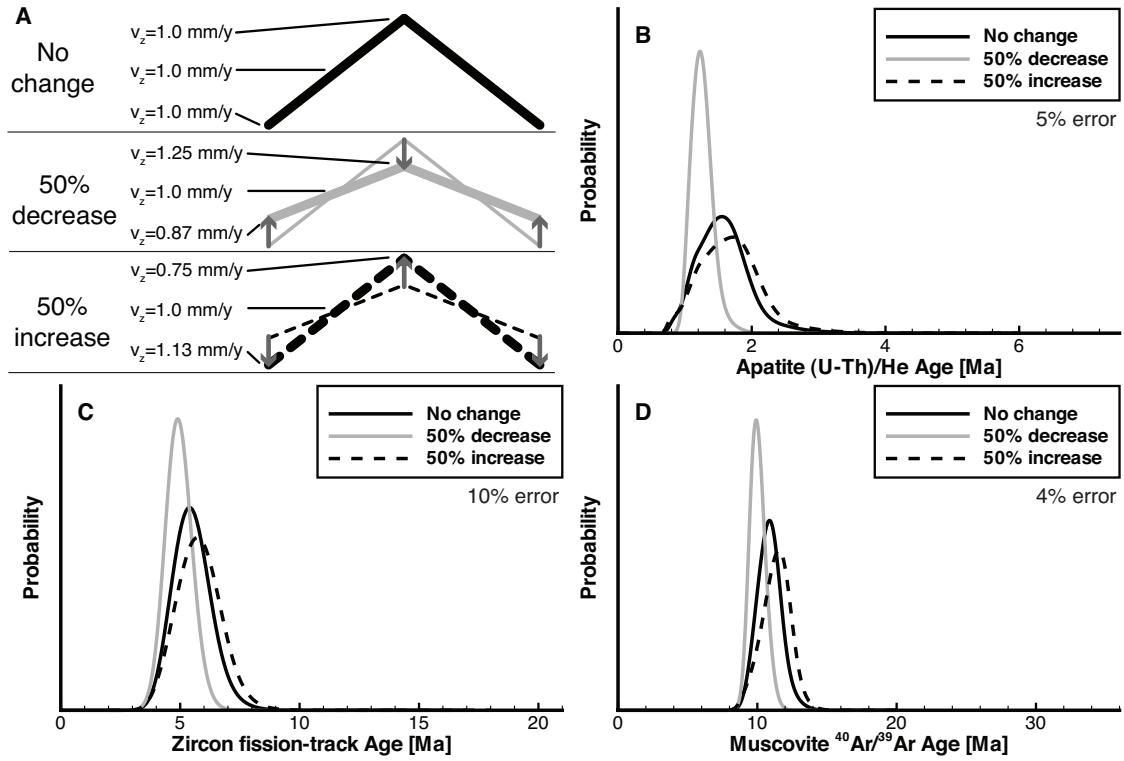 A
No
change
v_z=1.0 mm/y
v_z=1.0 mm/y
v_z=1.0 mm/y
50%
decrease
v_z=1.25 mm/y
v_z=1.0 mm/y
v_z=0.87 mm/y
50%
increase
v_z=0.75 mm/y
v_z=1.0 mm/y
v_z=1.13 mm/y
B
No change
50% decrease
50% increase
5% error
Probability
0 2 4 6
Apatite (U-Th)/He Age [Ma]
C
No change
50% decrease
50% increase
10% error
Probability
0 5 10 15 20
Zircon fission-track Age [Ma]
D
No change
50% decrease
50% increase
4% error
Probability
0 10 20 30
Muscovite ⁴⁰Ar/³⁹Ar Age [Ma]